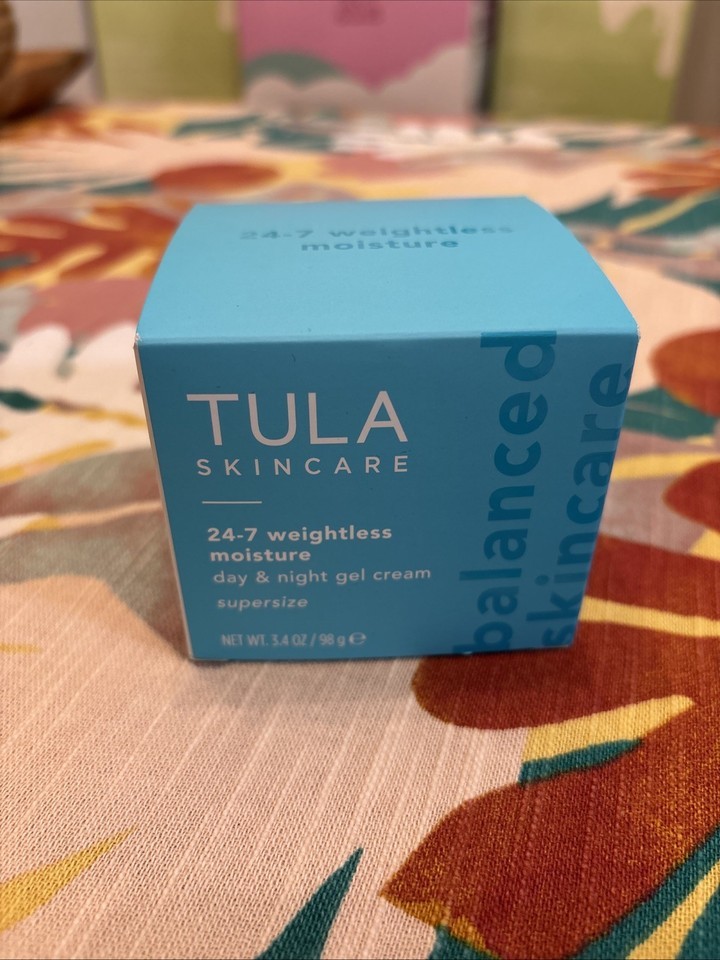 24-7 weightless
moisture
TULA
SKINCARE
24-7 weightless
moisture
day & night gel cream
supersize
NET WT. 3.4 OZ / 98 g ℮
balanced
skincare